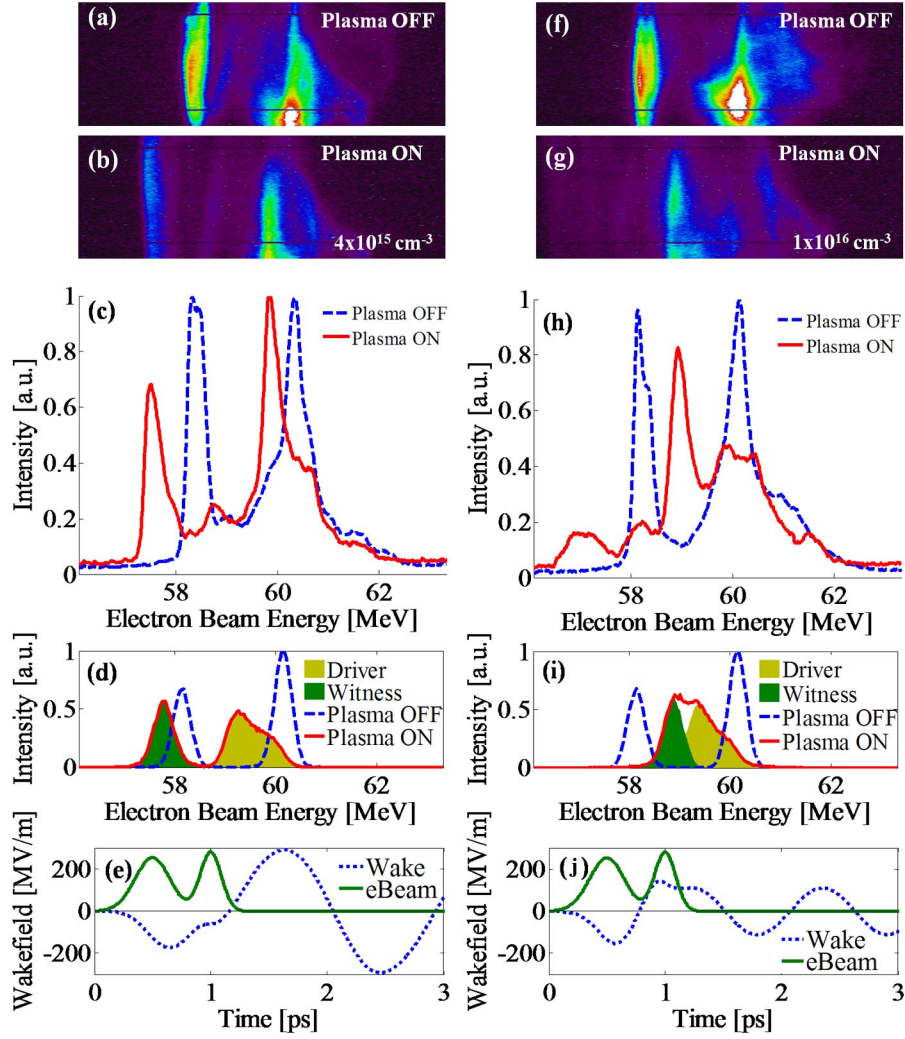 (a) Plasma OFF
(b) Plasma ON
4x10¹⁵ cm⁻³
(c)
Plasma OFF
Plasma ON
Intensity [a.u.]
1
0.8
0.6
0.4
0.2
0
58 60 62
Electron Beam Energy [MeV]
(d)
Driver
Witness
Plasma OFF
Plasma ON
Intensity [a.u.]
1
0.5
0
58 60 62
Electron Beam Energy [MeV]
(e)
Wake
eBeam
Wakefield [MV/m]
200
0
-200
0 1 2 3
Time [ps]
(f) Plasma OFF
(g) Plasma ON
1x10¹⁶ cm⁻³
(h)
Plasma OFF
Plasma ON
Intensity [a.u.]
1
0.8
0.6
0.4
0.2
0
58 60 62
Electron Beam Energy [MeV]
(i)
Driver
Witness
Plasma OFF
Plasma ON
Intensity [a.u.]
1
0.5
0
58 60 62
Electron Beam Energy [MeV]
(j)
Wake
eBeam
Wakefield [MV/m]
200
0
-200
0 1 2 3
Time [ps]